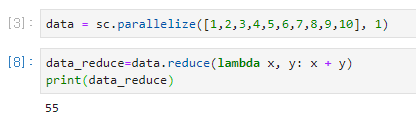 [3]: data = sc.parallelize([1,2,3,4,5,6,7,8,9,10], 1)
[8]: data_reduce=data.reduce(lambda x, y: x + y)
print(data_reduce)
55